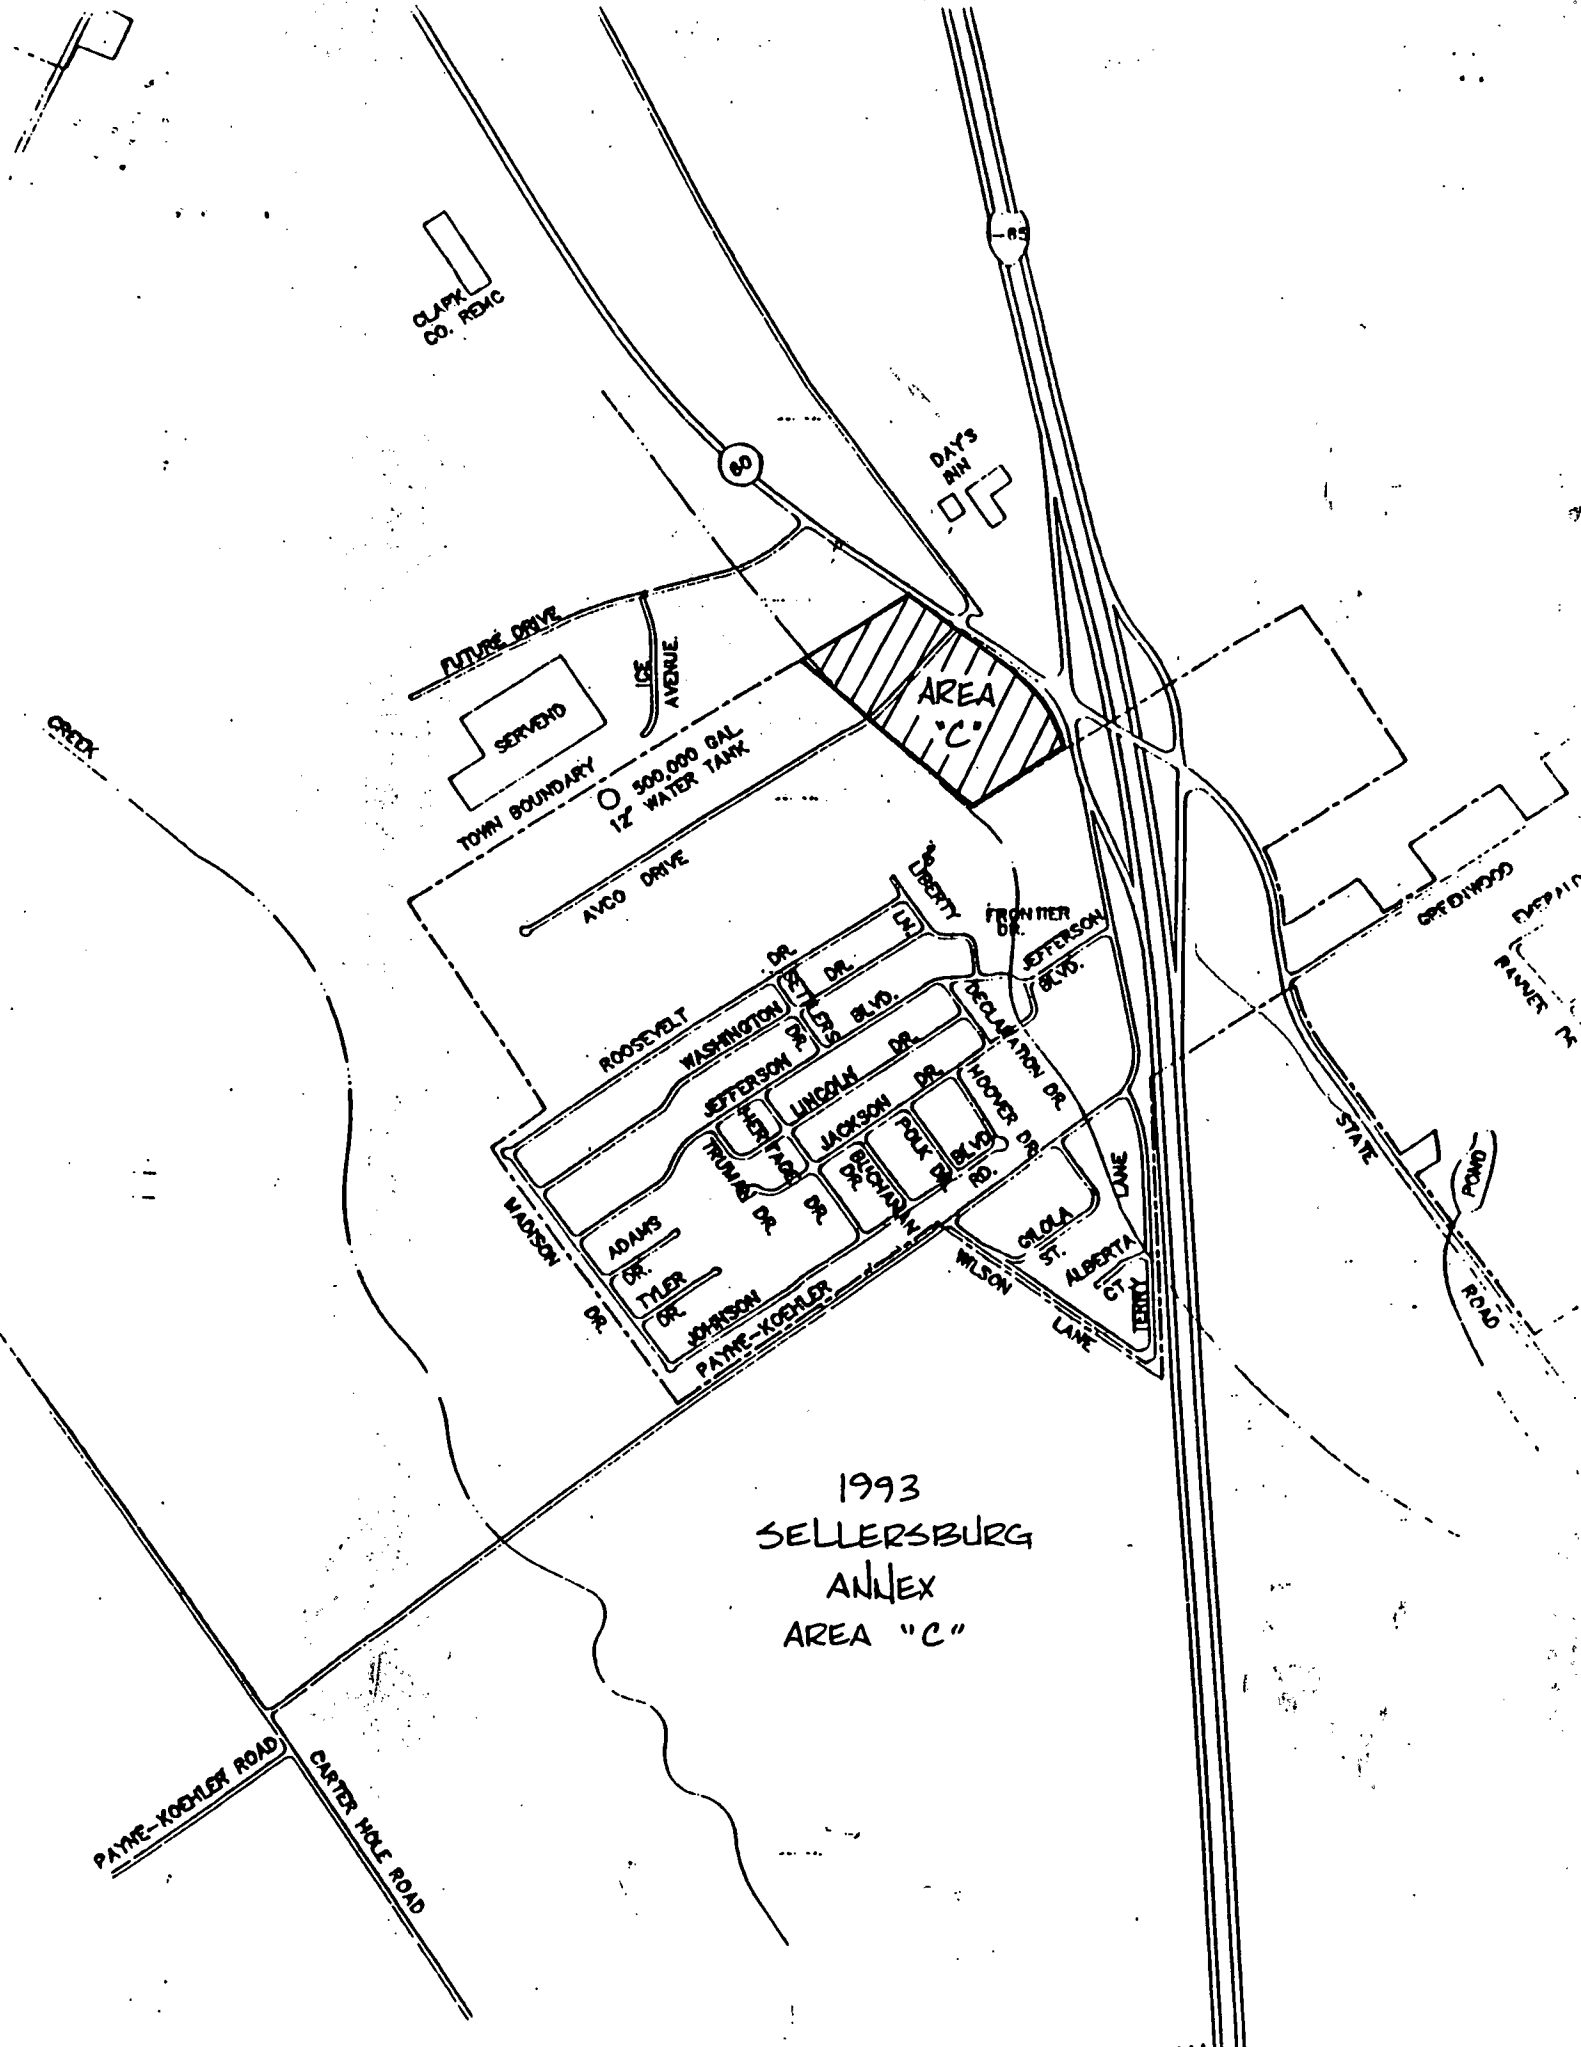 -65
CLARK
CO. REMC
60
DAY'S
INN
FUTURE DRIVE
ICE
AVENUE
SERVEND
AREA
"C"
CREEK
TOWN BOUNDARY
500,000 GAL.
12" WATER TANK
AVCO DRIVE
LIBERTY
LN.
FRONTIER
DR.
JEFFERSON
BLVD.
GREENWOOD
EMERALD
ROOSEVELT
DR.
SETTLERS
DR.
WASHINGTON
DR.
JEFFERSON
BLVD.
DECLARATION DR.
LINCOLN
DR.
HERITAGE
DR.
JACKSON
DR.
HOOVER DR.
TRUMAN
DR.
BUCHANAN
DR.
POLK DR.
BLVD.
RD.
STATE
ROAD
POND
MADISON
DR.
ADAMS
DR.
TYLER
DR.
JOHNSON
PAYNE-KOEHLER
WILSON
LANE
ST.
ALBERTA
CT.
TERRY
LANE
1993
SELLERSBURG
ANNEX
AREA "C"
PAYNE-KOEHLER ROAD
CARTER HOLE ROAD